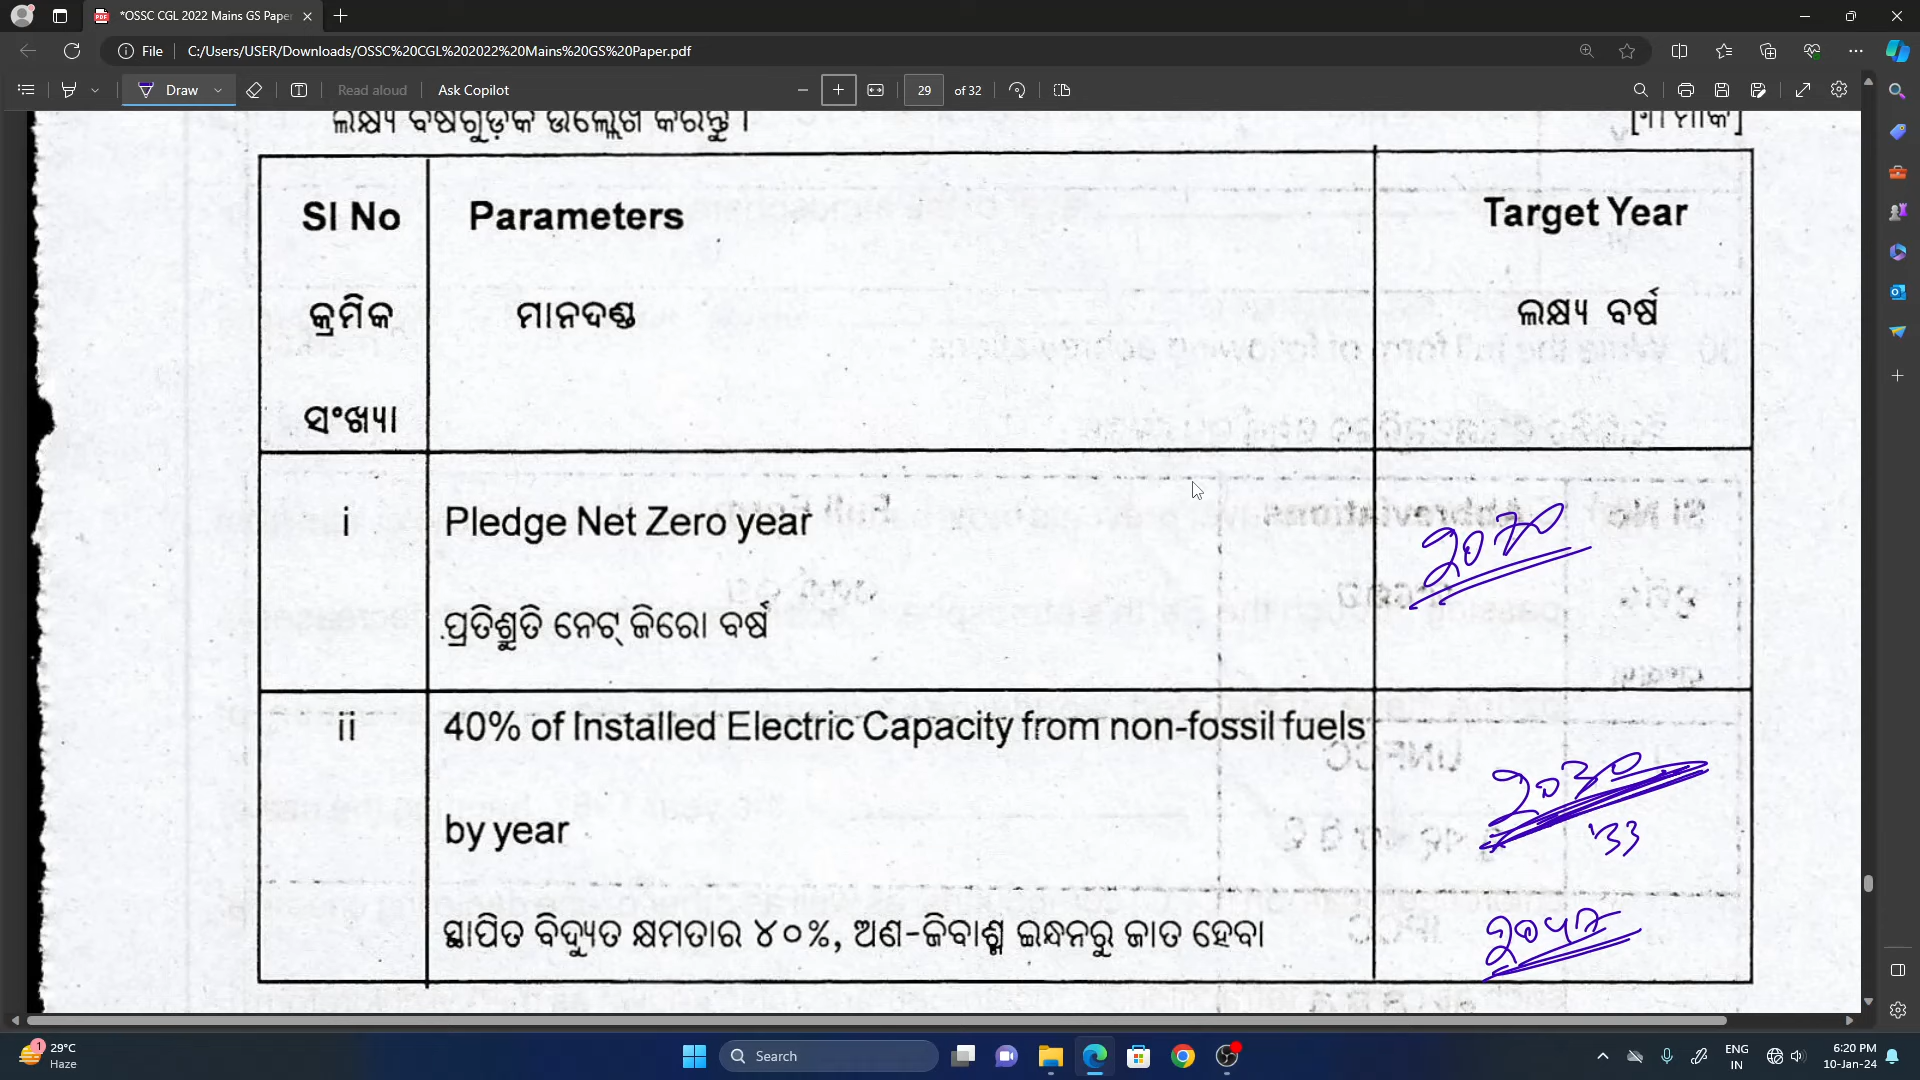 *OSSC CGL 2022 Mains GS Paper
File C:/Users/USER/Downloads/OSSC%20CGL%202022%20Mains%20GS%20Paper.pdf
Draw Read aloud Ask Copilot 29 of 32
ଲକ୍ଷ୍ୟ ବର୍ଷଗୁଡ଼ିକ ଉଲ୍ଲେଖ କରନ୍ତୁ ।
Sl No Parameters Target Year
କ୍ରମିକ ମାନଦଣ୍ଡ ଲକ୍ଷ୍ୟ ବର୍ଷ
ସଂଖ୍ୟା
i Pledge Net Zero year 2070
ପ୍ରତିଶ୍ରୁତି ନେଟ୍ ଜିରୋ ବର୍ଷ
ii 40% of Installed Electric Capacity from non-fossil fuels
2030
by year '33
ସ୍ଥାପିତ ବିଦ୍ୟୁତ କ୍ଷମତାର ୪୦%, ଅଣ-ଜିବାଶ୍ମ ଇନ୍ଧନରୁ ଜାତ ହେବା
29°C
Haze
Search
ENG
IN
6:20 PM
10-Jan-24